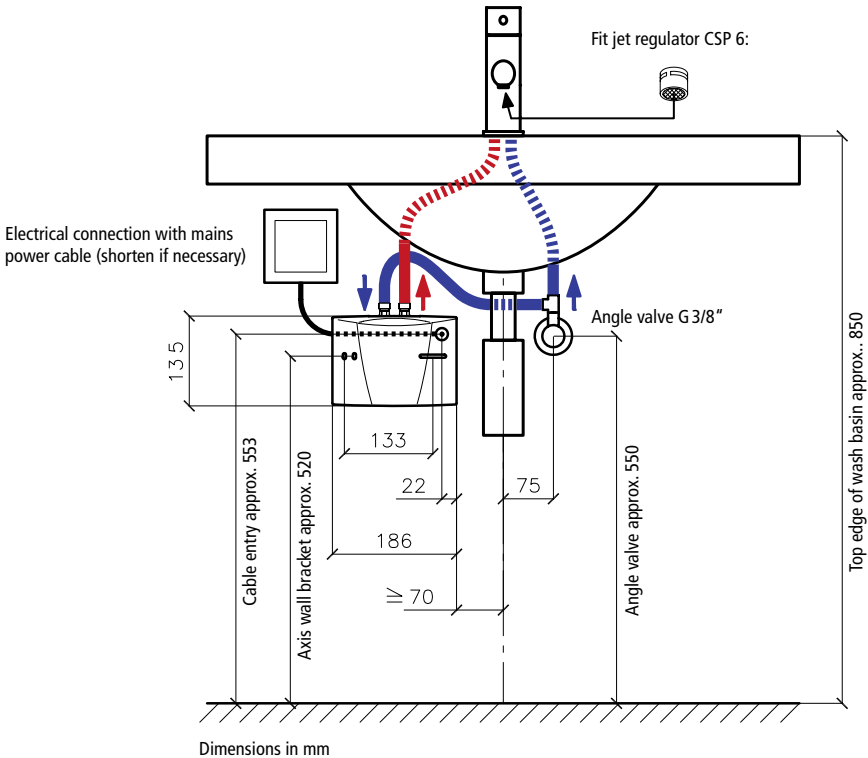 Fit jet regulator CSP 6:
Electrical connection with mains
power cable (shorten if necessary)
Angle valve G 3/8“
135
133
22
75
186
≥ 70
Cable entry approx. 553
Axis wall bracket approx. 520
Angle valve approx. 550
Top edge of wash basin approx.. 850
Dimensions in mm